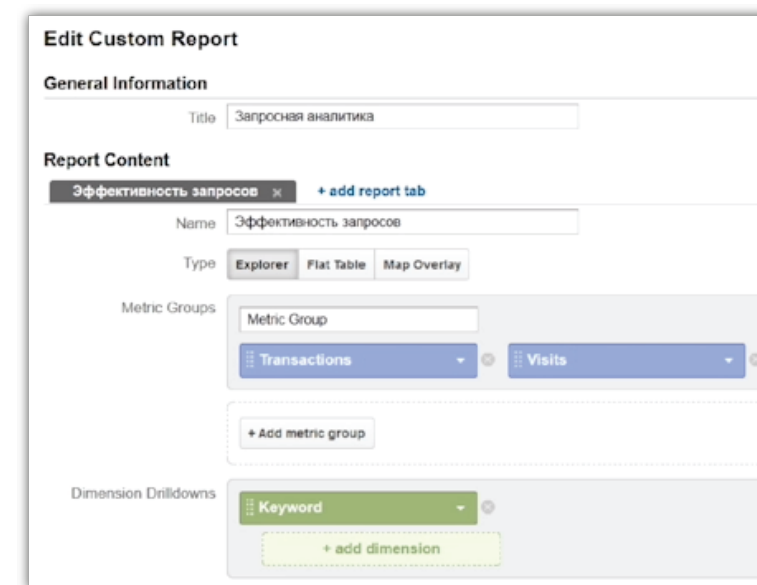 Edit Custom Report
General Information
Title Запросная аналитика
Report Content
Эффективность запросов × + add report tab
Name Эффективность запросов
Type Explorer Flat Table Map Overlay
Metric Groups
Metric Group
Transactions Visits
+ Add metric group
Dimension Drilldowns
Keyword
+ add dimension